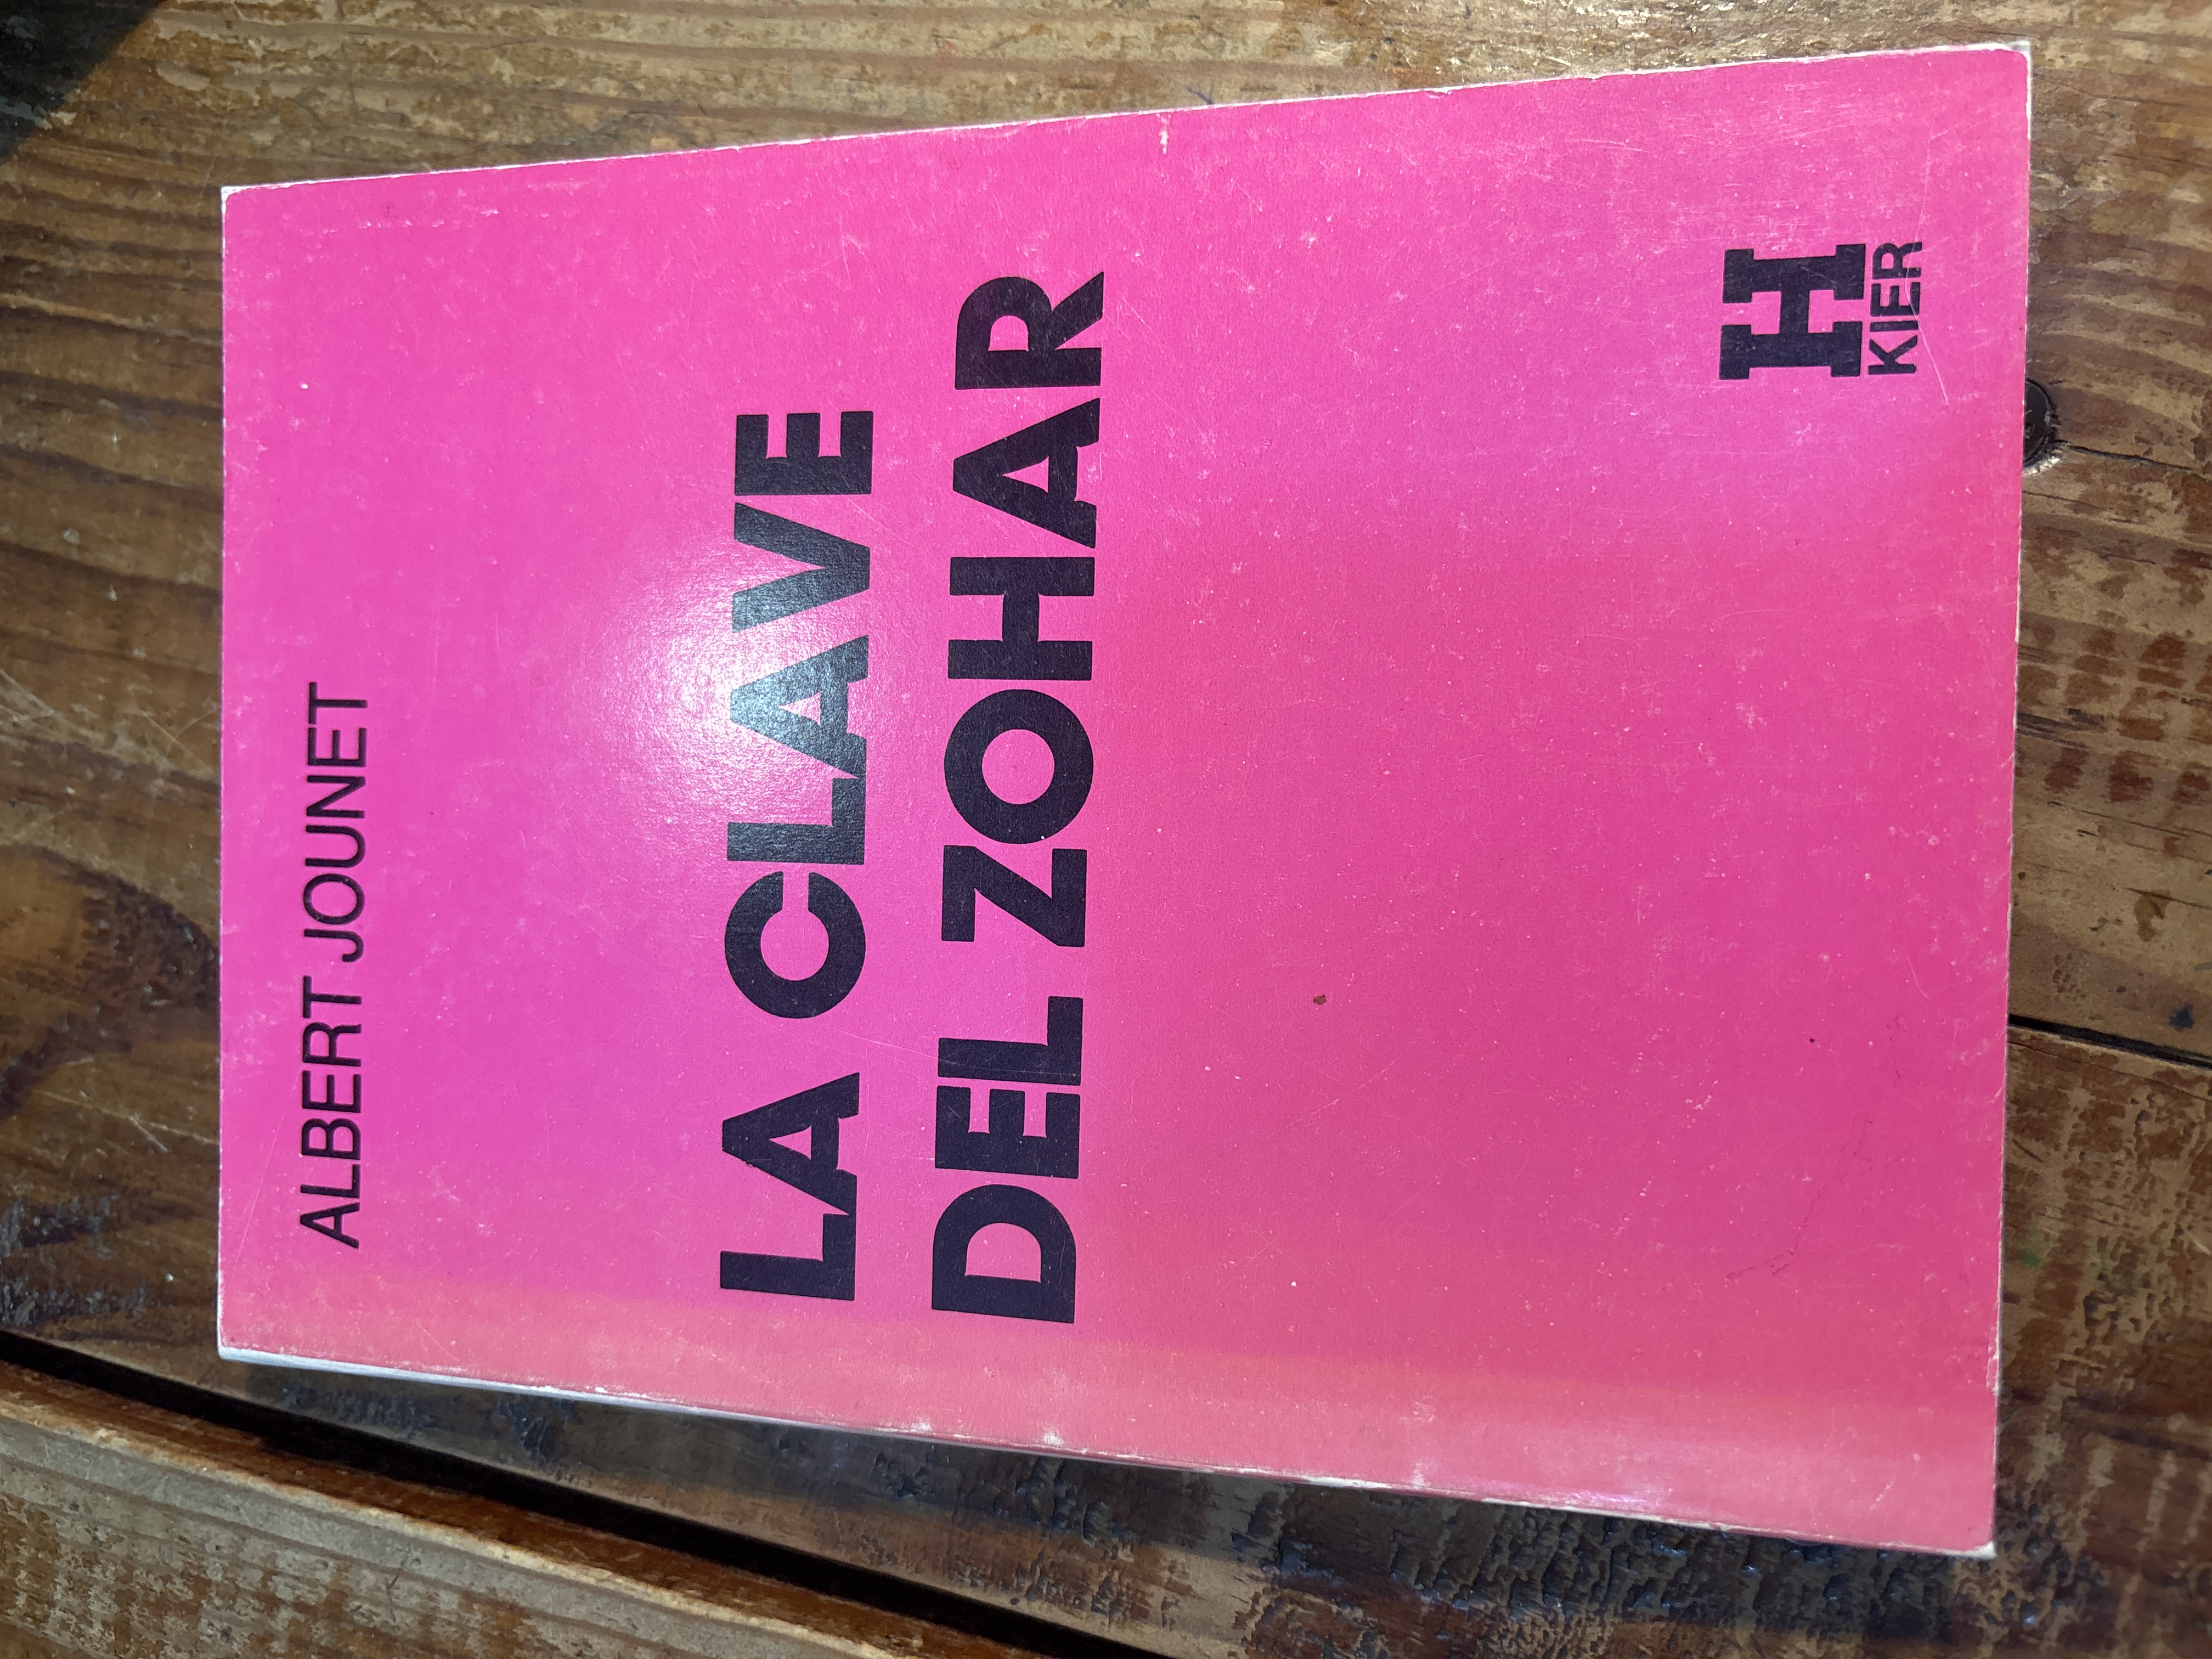 ALBERT JOUNET
LA CLAVE
DEL ZOHAR
H
KIER